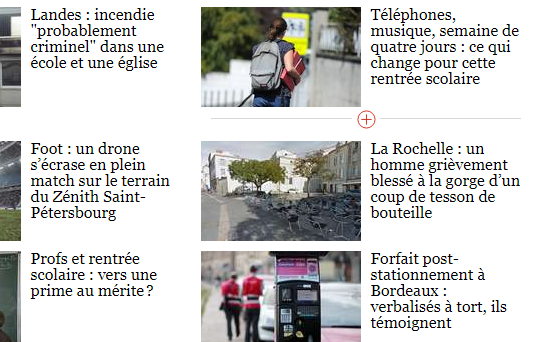 Landes : incendie
"probablement
criminel" dans une
école et une église
Téléphones,
musique, semaine de
quatre jours : ce qui
change pour cette
rentrée scolaire
Foot : un drone
s’écrase en plein
match sur le terrain
du Zénith Saint-
Pétersbourg
La Rochelle : un
homme grièvement
blessé à la gorge d’un
coup de tesson de
bouteille
Profs et rentrée
scolaire : vers une
prime au mérite ?
Forfait post-
stationnement à
Bordeaux :
verbalisés à tort, ils
témoignent